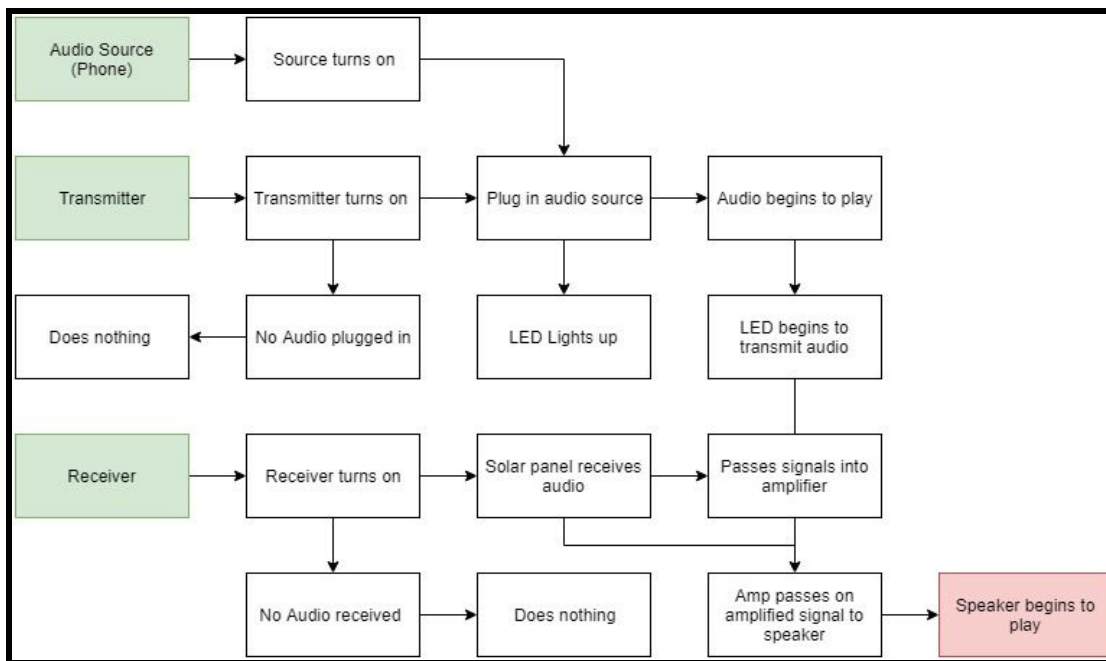 Audio Source
(Phone)
Source turns on
Transmitter
Transmitter turns on
Plug in audio source
Audio begins to play
Does nothing
No Audio plugged in
LED Lights up
LED begins to
transmit audio
Receiver
Receiver turns on
Solar panel receives
audio
Passes signals into
amplifier
No Audio received
Does nothing
Amp passes on
amplified signal to
speaker
Speaker begins to
play